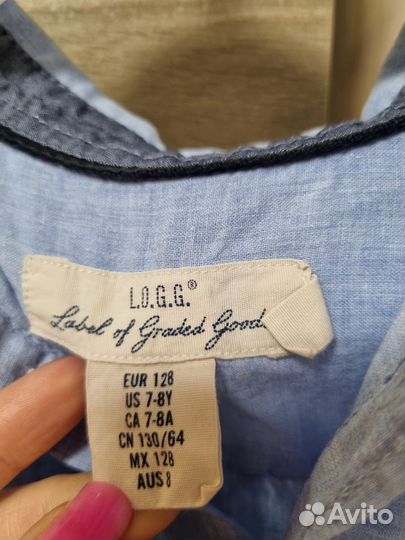 L.O.G.G.®
Label of Graded Good
EUR 128
US 7-8Y
CA 7-8A
CN 130/64
MX 128
AUS 8
Avito